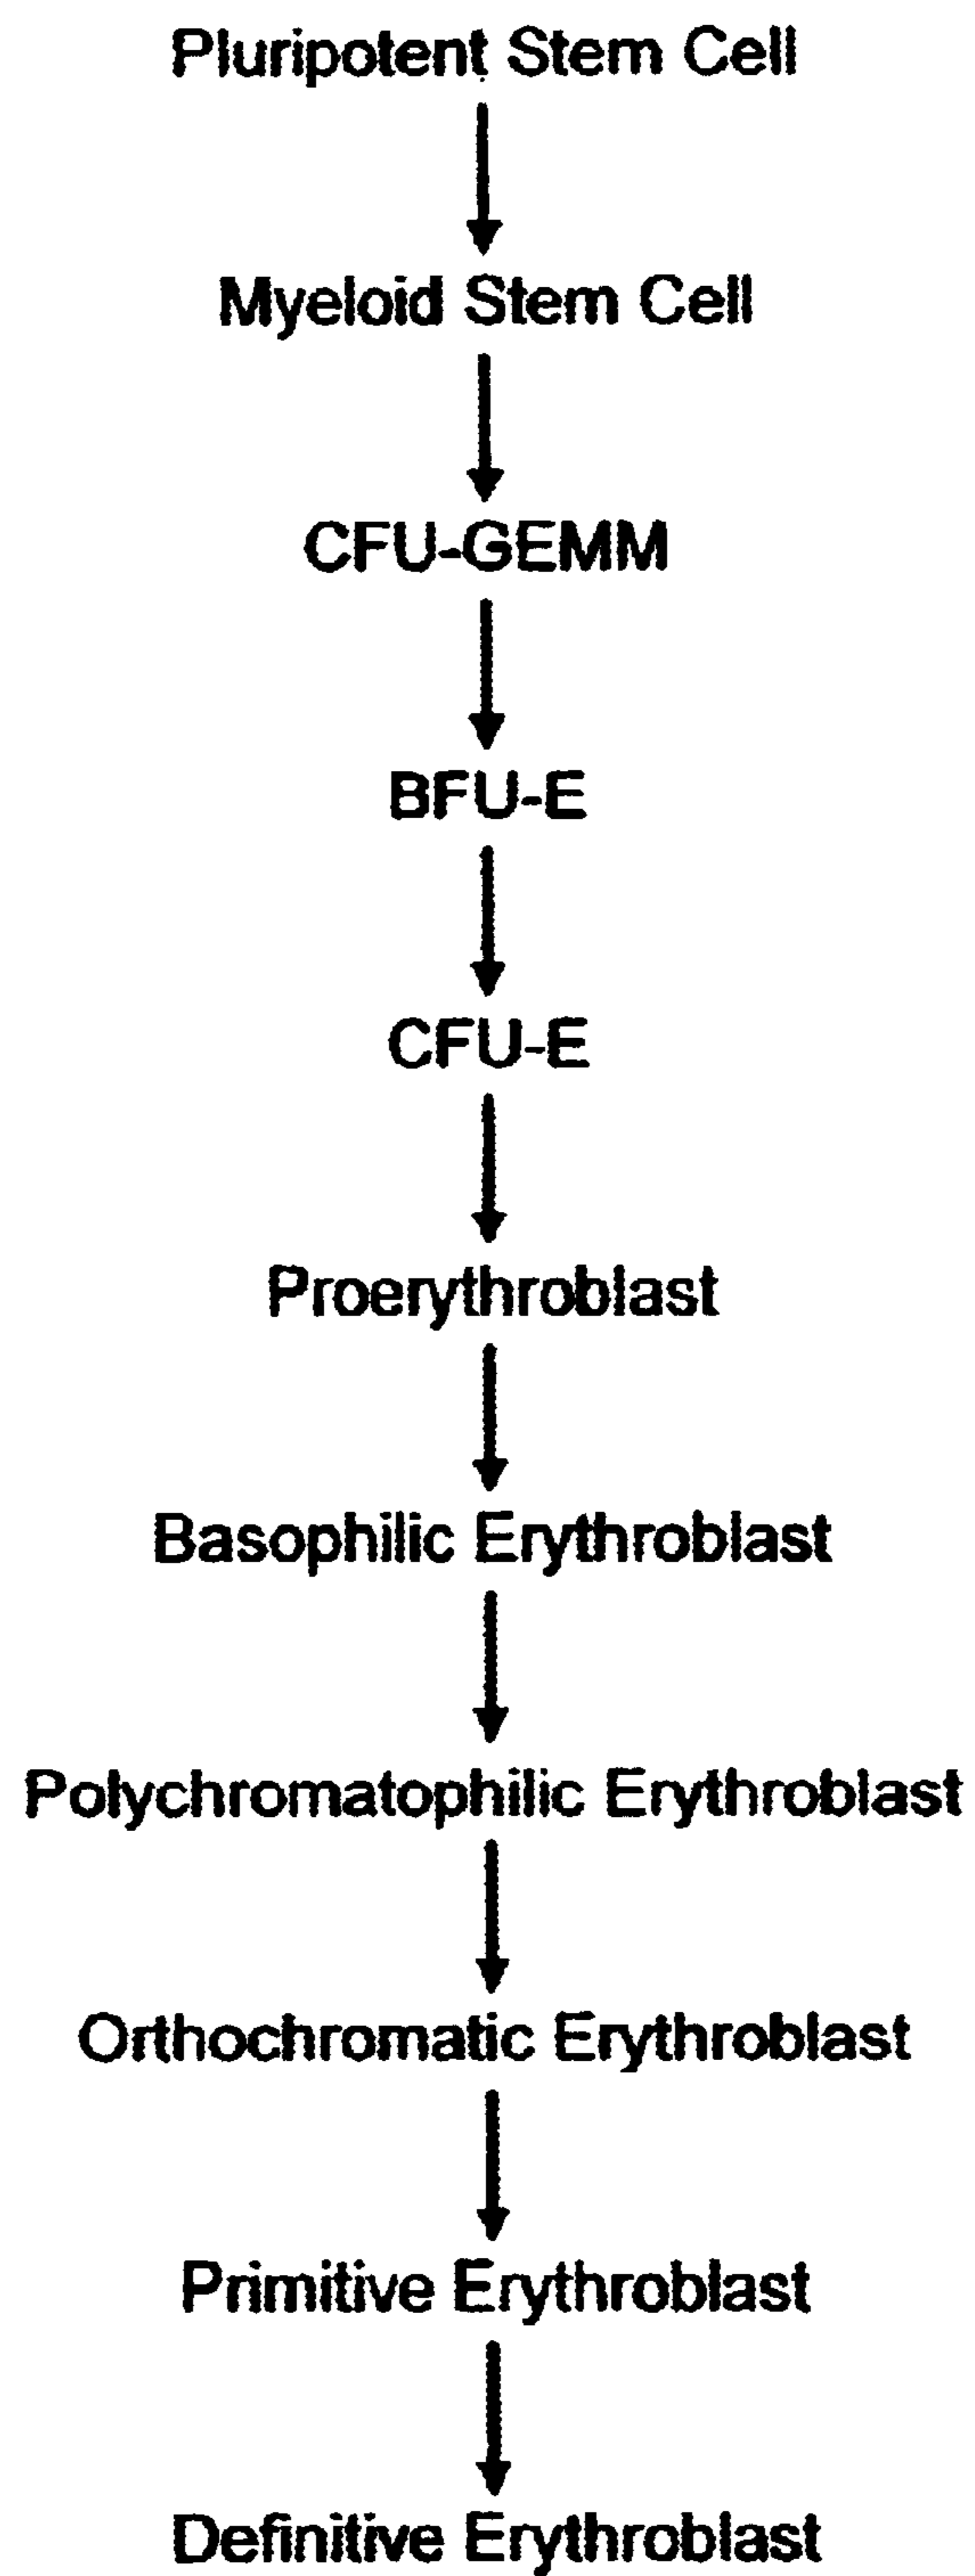 Pluripotent Stem Cell
Myeloid Stem Cell
CFU-GEMM
BFU-E
CFU-E
Proerythroblast
Basophilic Erythroblast
Polychromatophilic Erythroblast
Orthochromatic Erythroblast
Primitive Erythroblast
Definitive Erythroblast